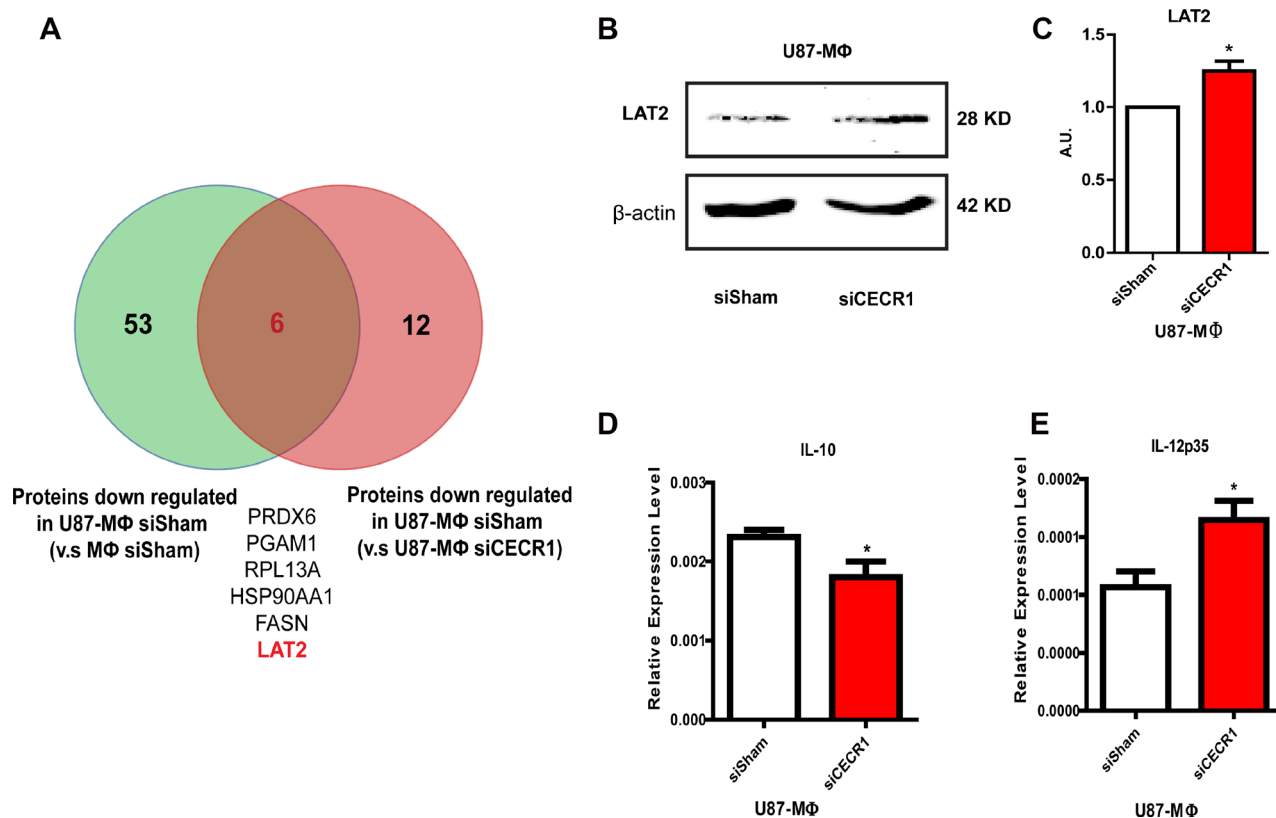 A
53
6
12
Proteins down regulated
in U87-MΦ siSham
(v.s MΦ siSham)
Proteins down regulated
in U87-MΦ siSham
(v.s U87-MΦ siCECR1)
PRDX6
PGAM1
RPL13A
HSP90AA1
FASN
LAT2
B
U87-MΦ
LAT2
28 KD
β-actin
42 KD
siSham
siCECR1
C
LAT2
A.U.
1.5
1.0
0.5
0.0
*
siSham
siCECR1
U87-MΦ
D
IL-10
Relative Expression Level
0.003
0.002
0.001
0.000
*
siSham
siCECR1
U87-MΦ
E
IL-12p35
Relative Expression Level
0.0002
0.0001
0.0001
0.0000
0.0000
*
siSham
siCECR1
U87-MΦ